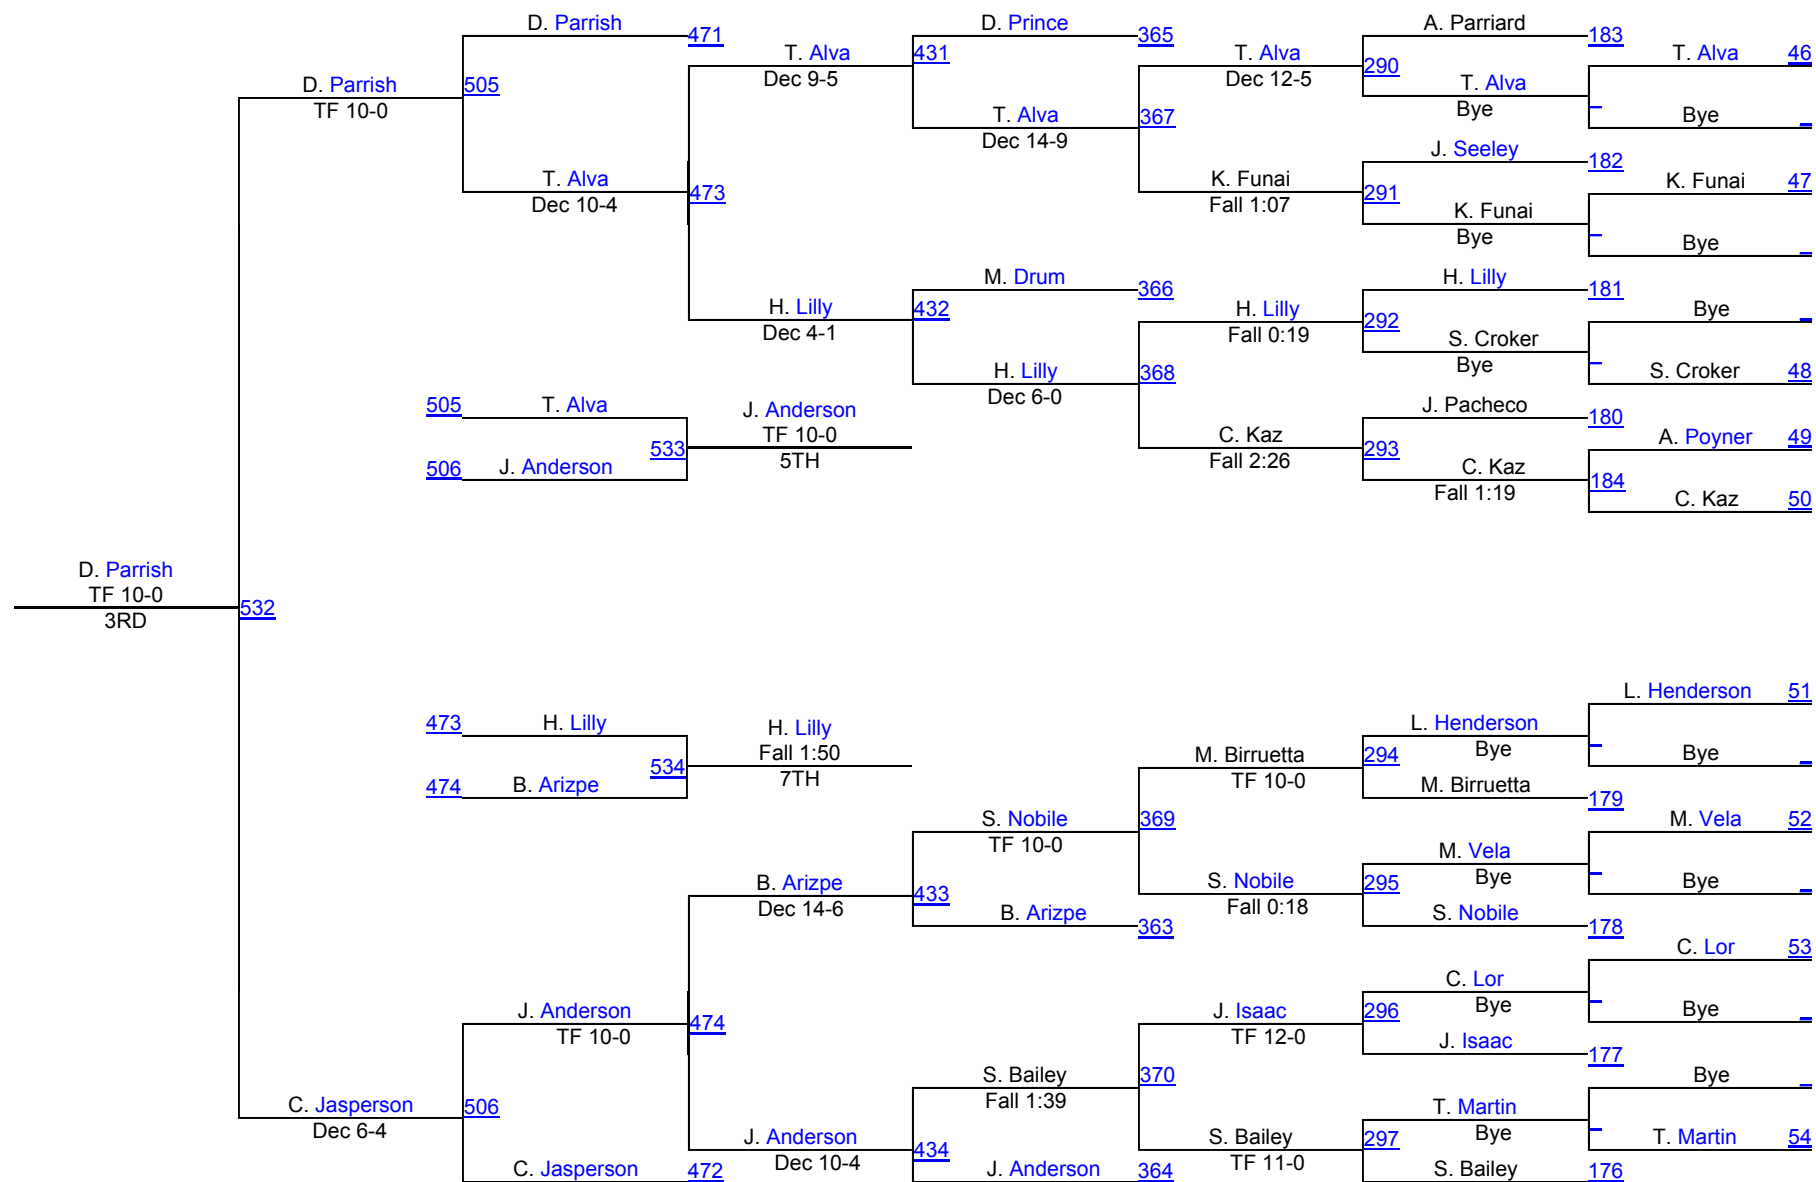 D. Parrish
471
D. Prince
365
A. Parriard
183
T. Alva
46
T. Alva
Dec 9-5
431
T. Alva
Dec 12-5
290
D. Parrish
TF 10-0
505
T. Alva
Bye
Bye
T. Alva
Dec 14-9
367
J. Seeley
182
T. Alva
Dec 10-4
473
K. Funai
Fall 1:07
291
K. Funai
47
K. Funai
Bye
Bye
M. Drum
366
H. Lilly
181
H. Lilly
Dec 4-1
432
H. Lilly
Fall 0:19
292
Bye
S. Croker
Bye
H. Lilly
Dec 6-0
368
S. Croker
48
505
T. Alva
J. Anderson
TF 10-0
5TH
533
506
J. Anderson
J. Pacheco
180
C. Kaz
Fall 2:26
293
A. Poyner
49
C. Kaz
Fall 1:19
184
C. Kaz
50
D. Parrish
TF 10-0
3RD
532
L. Henderson
51
473
H. Lilly
H. Lilly
Fall 1:50
7TH
534
474
B. Arizpe
L. Henderson
Bye
Bye
M. Birruetta
TF 10-0
294
M. Birruetta
179
S. Nobile
TF 10-0
369
M. Vela
52
M. Vela
Bye
Bye
B. Arizpe
Dec 14-6
433
S. Nobile
Fall 0:18
295
B. Arizpe
363
S. Nobile
178
C. Lor
53
C. Lor
Bye
Bye
J. Anderson
TF 10-0
474
J. Isaac
TF 12-0
296
J. Isaac
177
S. Bailey
Fall 1:39
370
Bye
C. Jasperson
Dec 6-4
506
T. Martin
Bye
T. Martin
54
J. Anderson
Dec 10-4
434
S. Bailey
TF 11-0
297
C. Jasperson
472
J. Anderson
364
S. Bailey
176